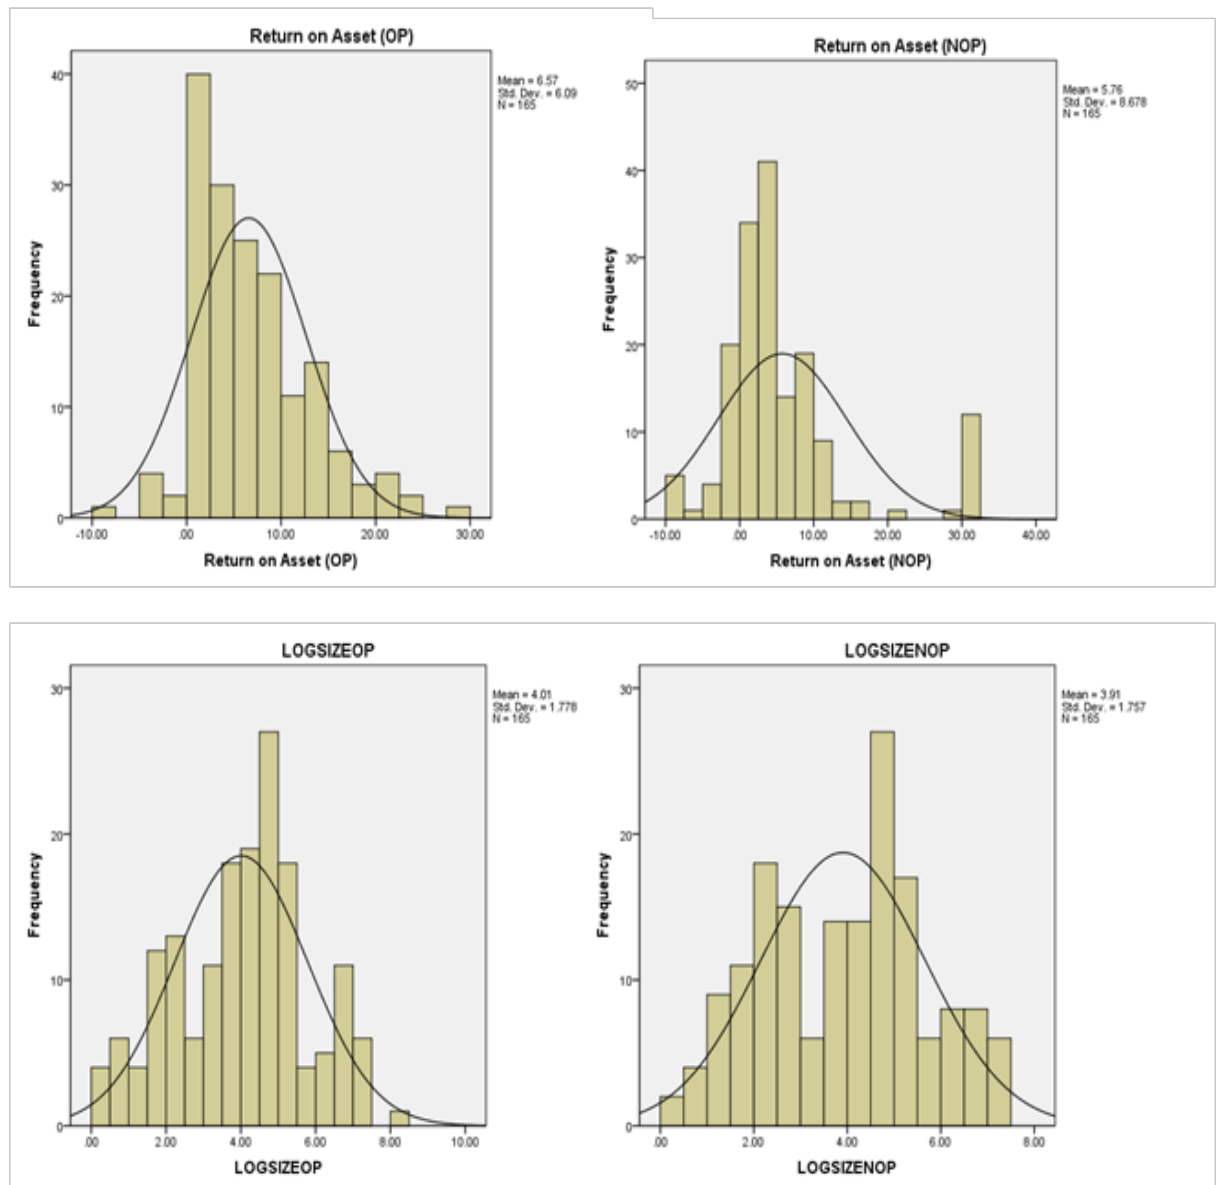 Return on Asset (OP)
Mean = 6.57
Std. Dev. = 6.09
N = 165
40
30
20
10
0
Frequency
-10.00 .00 10.00 20.00 30.00
Return on Asset (OP)
Return on Asset (NOP)
Mean = 5.76
Std. Dev. = 8.678
N = 165
50
40
30
20
10
0
Frequency
-10.00 .00 10.00 20.00 30.00 40.00
Return on Asset (NOP)
LOGSIZEOP
Mean = 4.01
Std. Dev. = 1.778
N = 165
30
20
10
0
Frequency
.00 2.00 4.00 6.00 8.00 10.00
LOGSIZEOP
LOGSIZENOP
Mean = 3.91
Std. Dev. = 1.757
N = 165
30
20
10
0
Frequency
.00 2.00 4.00 6.00 8.00
LOGSIZENOP